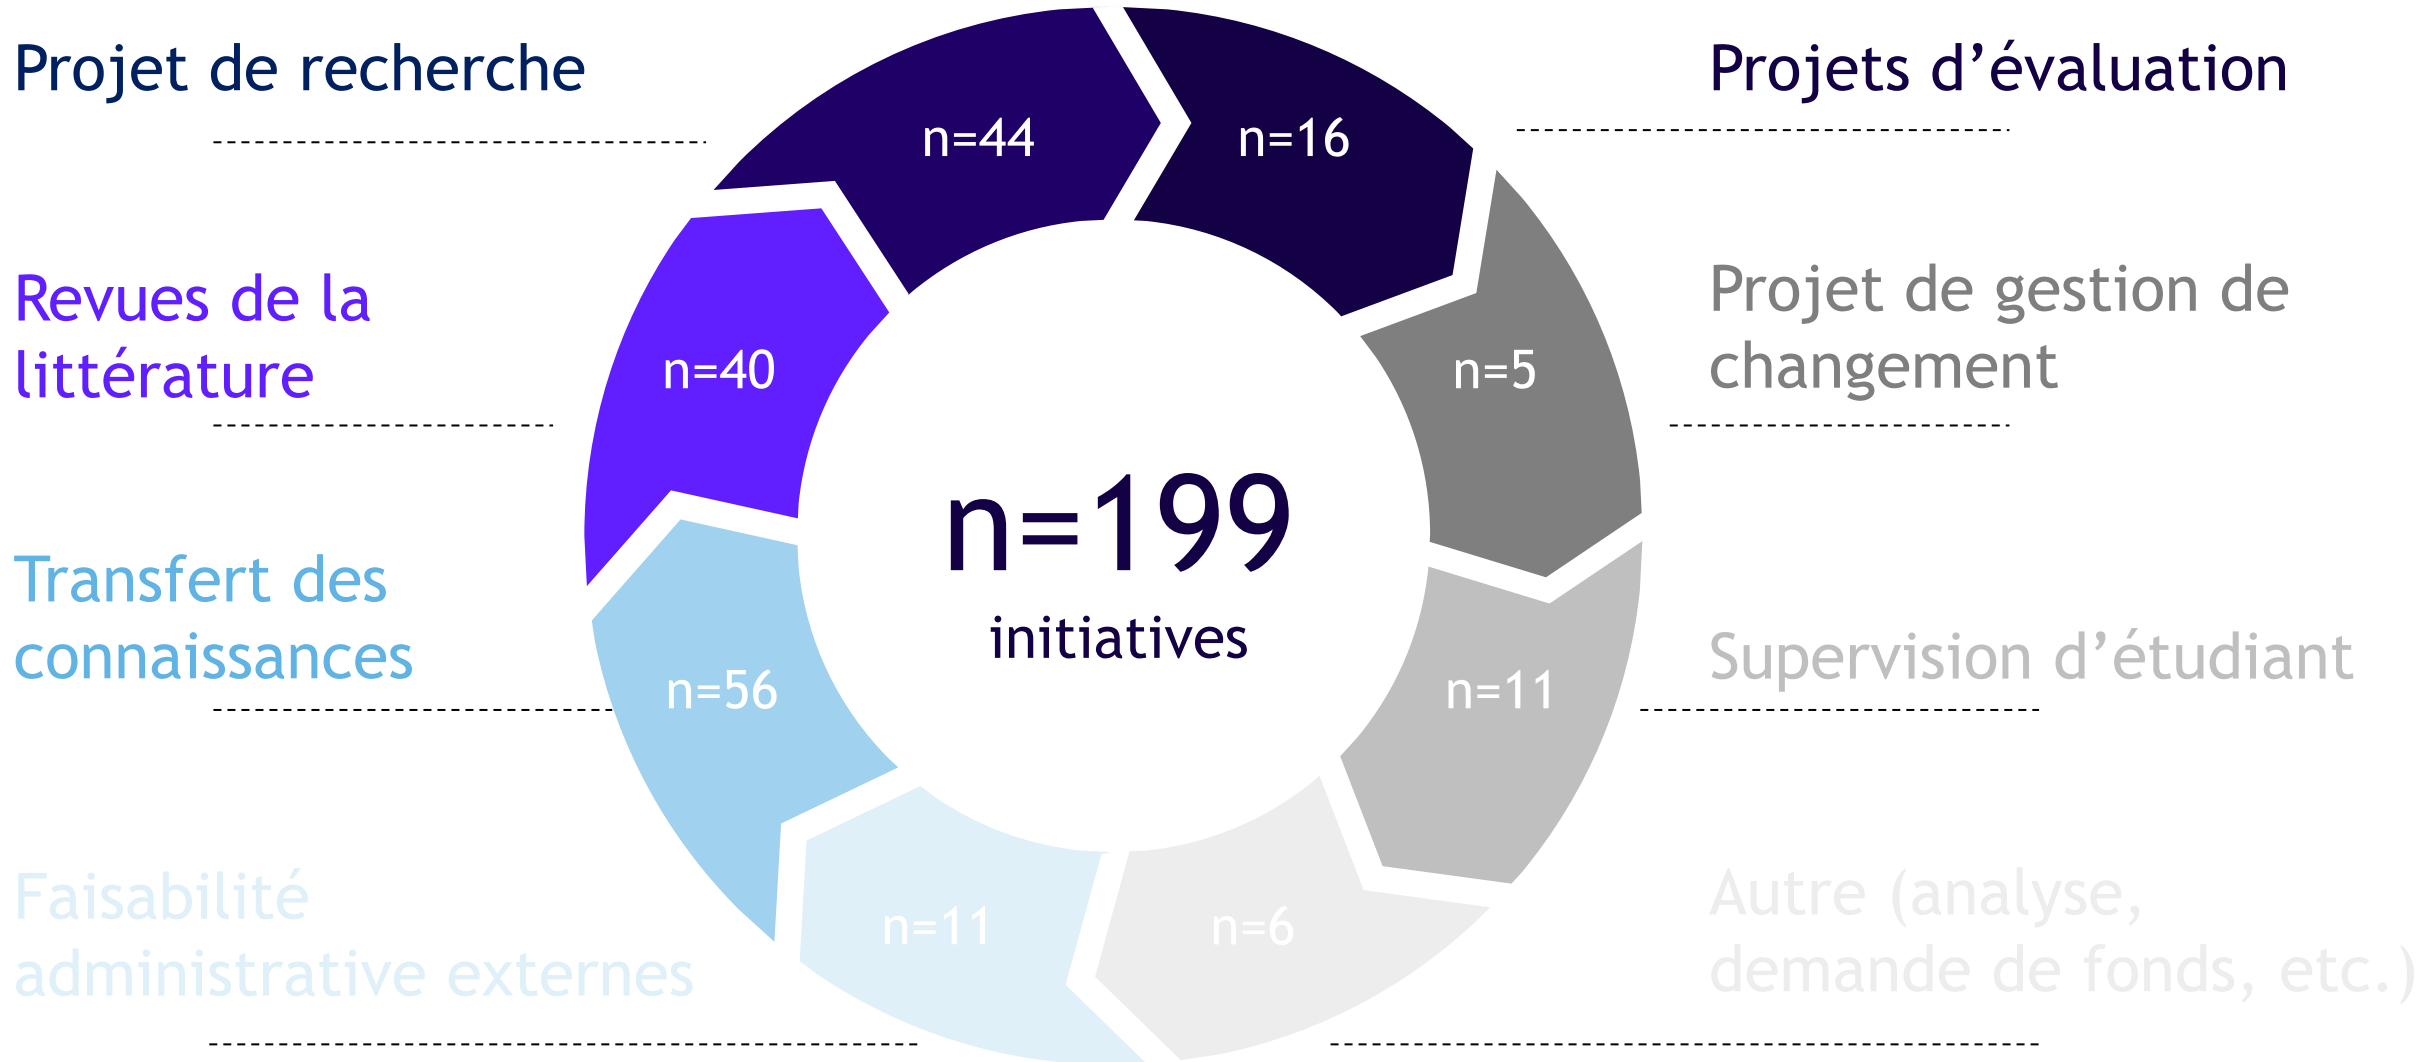 Projet de recherche
Projets d’évaluation
n=44
n=16
Revues de la
littérature
Projet de gestion de
changement
n=40
n=5
n=199
initiatives
Transfert des
connaissances
Supervision d’étudiant
n=56
n=11
Faisabilité
administrative externes
Autre (analyse,
demande de fonds, etc.)
n=11
n=6